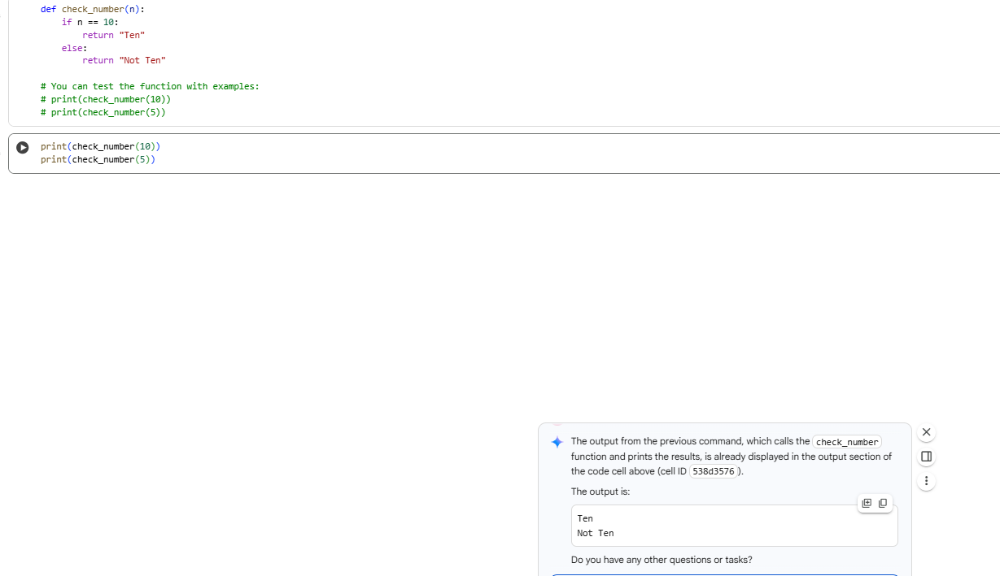 def check_number(n):
    if n == 10:
        return "Ten"
    else:
        return "Not Ten"
# You can test the function with examples:
# print(check_number(10))
# print(check_number(5))
print(check_number(10))
print(check_number(5))
The output from the previous command, which calls the check_number
function and prints the results, is already displayed in the output section of
the code cell above (cell ID 538d3576 ).
The output is:
Ten
Not Ten
Do you have any other questions or tasks?